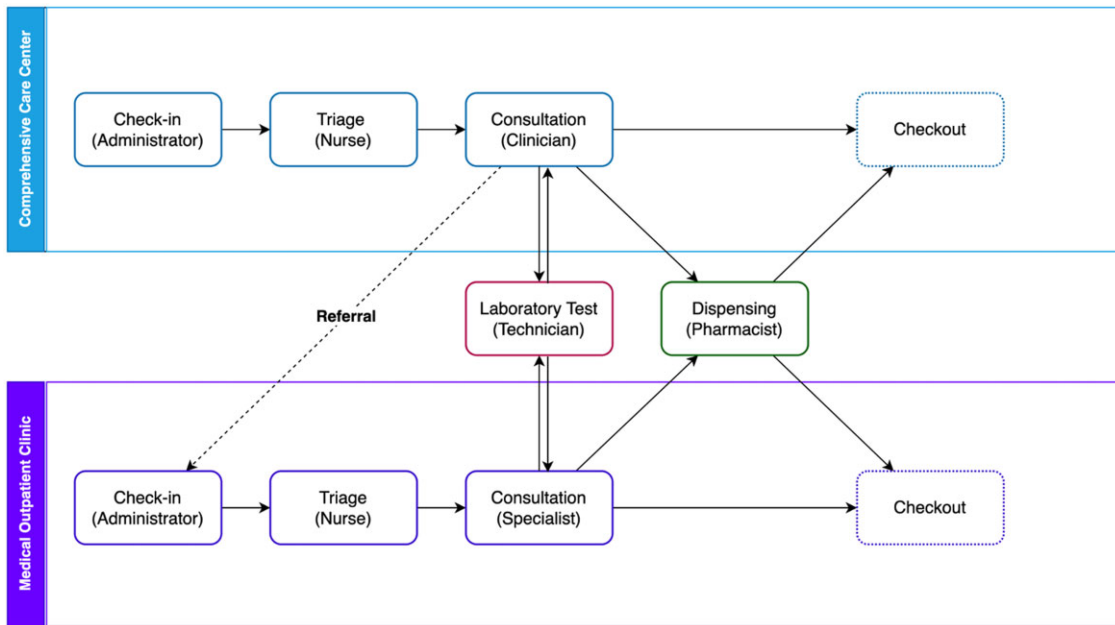 Comprehensive Care Center
Check-in
(Administrator)
Triage
(Nurse)
Consultation
(Clinician)
Checkout
Referral
Laboratory Test
(Technician)
Dispensing
(Pharmacist)
Medical Outpatient Clinic
Check-in
(Administrator)
Triage
(Nurse)
Consultation
(Specialist)
Checkout